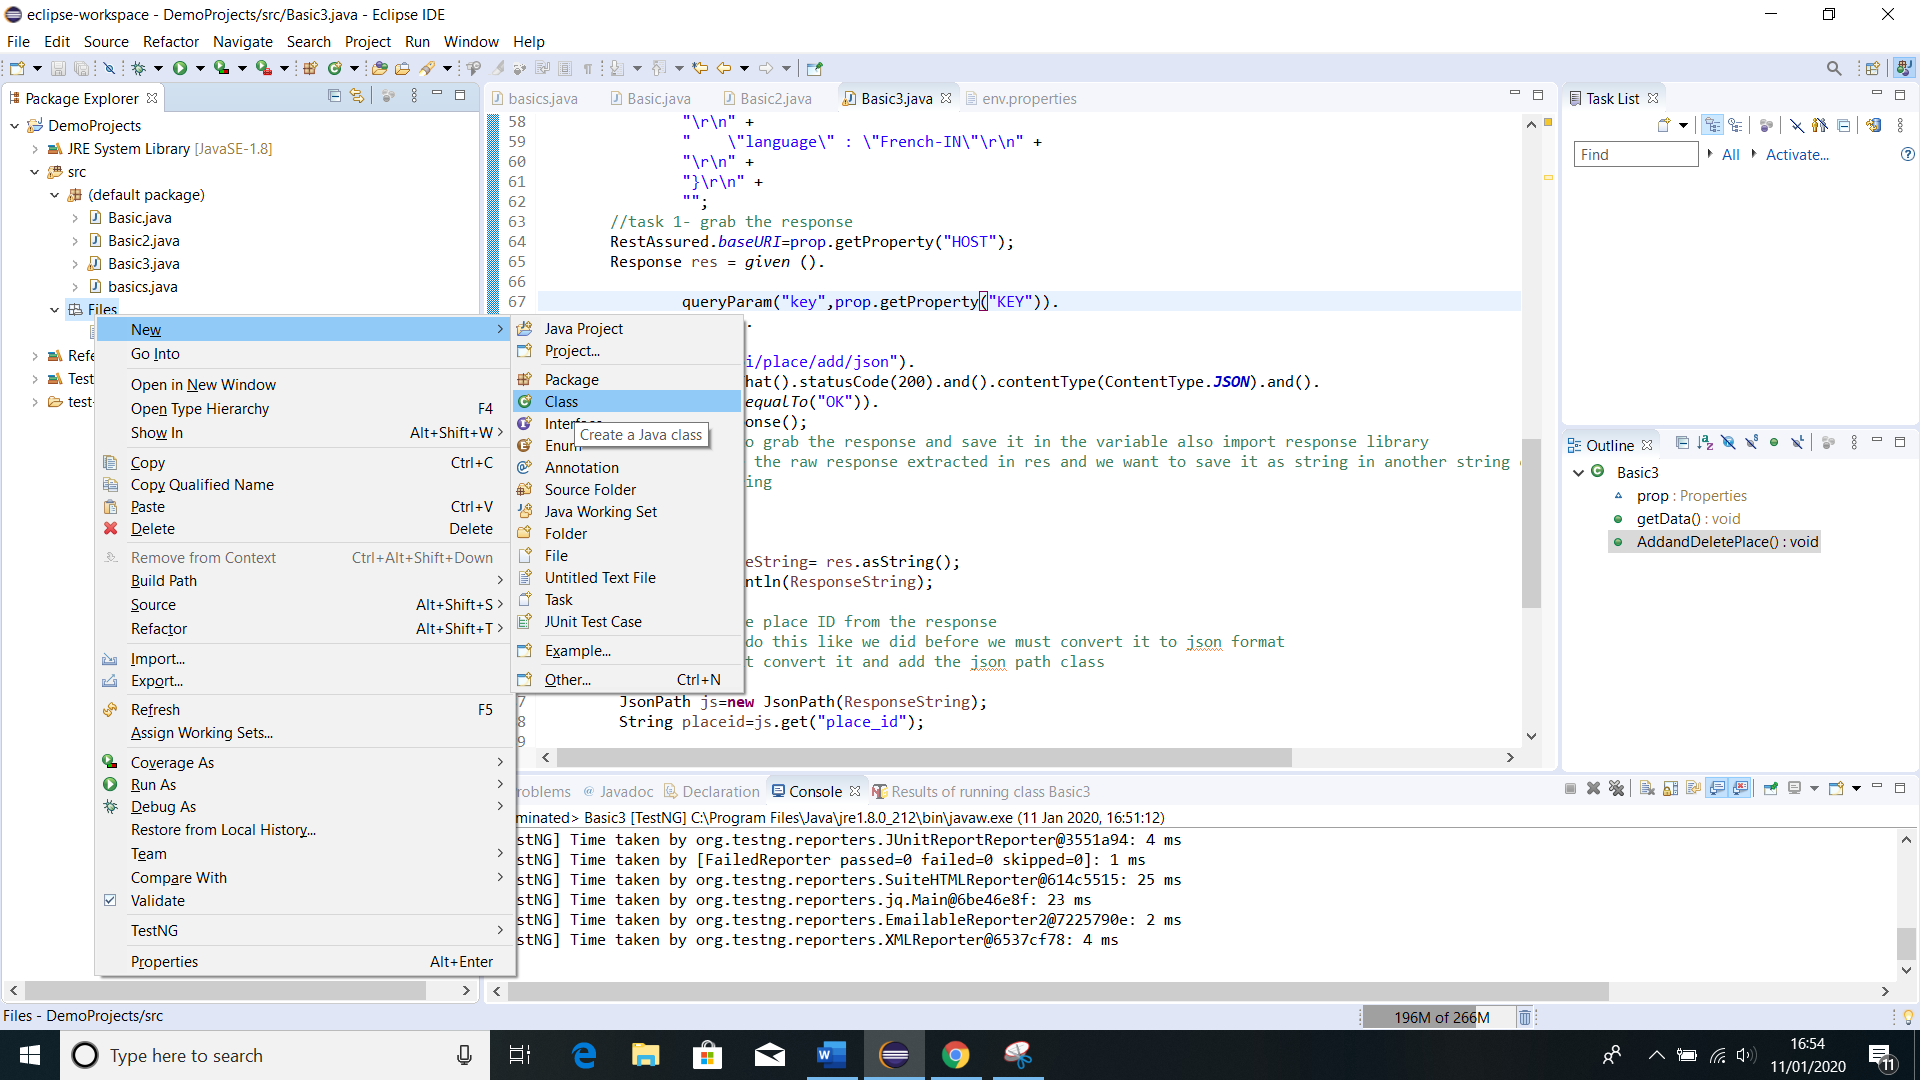 eclipse-workspace - DemoProjects/src/Basic3.java - Eclipse IDE
File Edit Source Refactor Navigate Search Project Run Window Help
Package Explorer
DemoProjects
JRE System Library [JavaSE-1.8]
src
(default package)
Basic.java
Basic2.java
Basic3.java
basics.java
Files
Refe
Test
test-
New
Go Into
Open in New Window
Open Type Hierarchy F4
Show In Alt+Shift+W
Copy Ctrl+C
Copy Qualified Name
Paste Ctrl+V
Delete Delete
Remove from Context Ctrl+Alt+Shift+Down
Build Path
Source Alt+Shift+S
Refactor Alt+Shift+T
Import...
Export...
Refresh F5
Assign Working Sets...
Coverage As
Run As
Debug As
Restore from Local History...
Team
Compare With
Validate
TestNG
Properties Alt+Enter
Java Project
Project...
Package
Class
Interface
Create a Java class
Enum
Annotation
Source Folder
Java Working Set
Folder
File
Untitled Text File
Task
JUnit Test Case
Example...
Other... Ctrl+N
basics.java Basic.java Basic2.java Basic3.java env.properties
58 "\r\n" +
59 "    \"language\" : \"French-IN\"\r\n" +
60 "\r\n" +
61 "}\r\n" +
62 "";
63 //task 1- grab the response
64 RestAssured.baseURI=prop.getProperty("HOST");
65 Response res = given ().
66
67 queryParam("key",prop.getProperty("KEY")).
.
i/place/add/json").
hat().statusCode(200).and().contentType(ContentType.JSON).and().
equalTo("OK")).
onse();
o grab the response and save it in the variable also import response library
the raw response extracted in res and we want to save it as string in another string
ing
eString= res.asString();
ntln(ResponseString);
e place ID from the response
do this like we did before we must convert it to json format
t convert it and add the json path class
7 JsonPath js=new JsonPath(ResponseString);
8 String placeid=js.get("place_id");
9
Task List
Find All Activate...
Outline
Basic3
prop : Properties
getData() : void
AddandDeletePlace() : void
roblems Javadoc Declaration Console Results of running class Basic3
minated> Basic3 [TestNG] C:\Program Files\Java\jre1.8.0_212\bin\javaw.exe (11 Jan 2020, 16:51:12)
stNG] Time taken by org.testng.reporters.JUnitReportReporter@3551a94: 4 ms
stNG] Time taken by [FailedReporter passed=0 failed=0 skipped=0]: 1 ms
stNG] Time taken by org.testng.reporters.SuiteHTMLReporter@614c5515: 25 ms
stNG] Time taken by org.testng.reporters.jq.Main@6be46e8f: 23 ms
stNG] Time taken by org.testng.reporters.EmailableReporter2@7225790e: 2 ms
stNG] Time taken by org.testng.reporters.XMLReporter@6537cf78: 4 ms
Files - DemoProjects/src
196M of 266M
Type here to search
16:54
11/01/2020
11